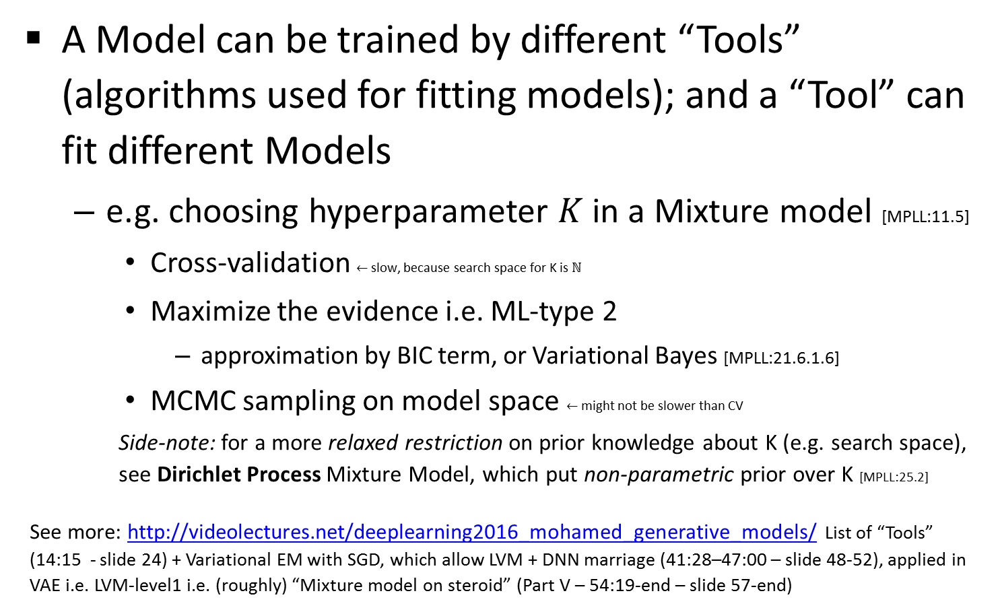 ▪ A Model can be trained by different “Tools”
(algorithms used for fitting models); and a “Tool” can
fit different Models
– e.g. choosing hyperparameter K in a Mixture model [MPLL:11.5]
• Cross-validation ← slow, because search space for K is ℕ
• Maximize the evidence i.e. ML-type 2
– approximation by BIC term, or Variational Bayes [MPLL:21.6.1.6]
• MCMC sampling on model space ← might not be slower than CV
Side-note: for a more relaxed restriction on prior knowledge about K (e.g. search space),
see Dirichlet Process Mixture Model, which put non-parametric prior over K [MPLL:25.2]
See more: http://videolectures.net/deeplearning2016_mohamed_generative_models/ List of “Tools”
(14:15 - slide 24) + Variational EM with SGD, which allow LVM + DNN marriage (41:28–47:00 – slide 48-52), applied in
VAE i.e. LVM-level1 i.e. (roughly) “Mixture model on steroid” (Part V – 54:19-end – slide 57-end)